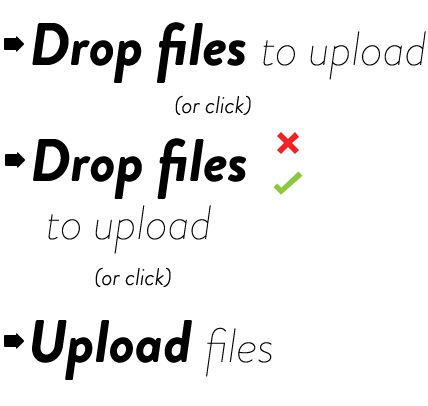 Drop files to upload
(or click)
Drop files
to upload
(or click)
Upload files